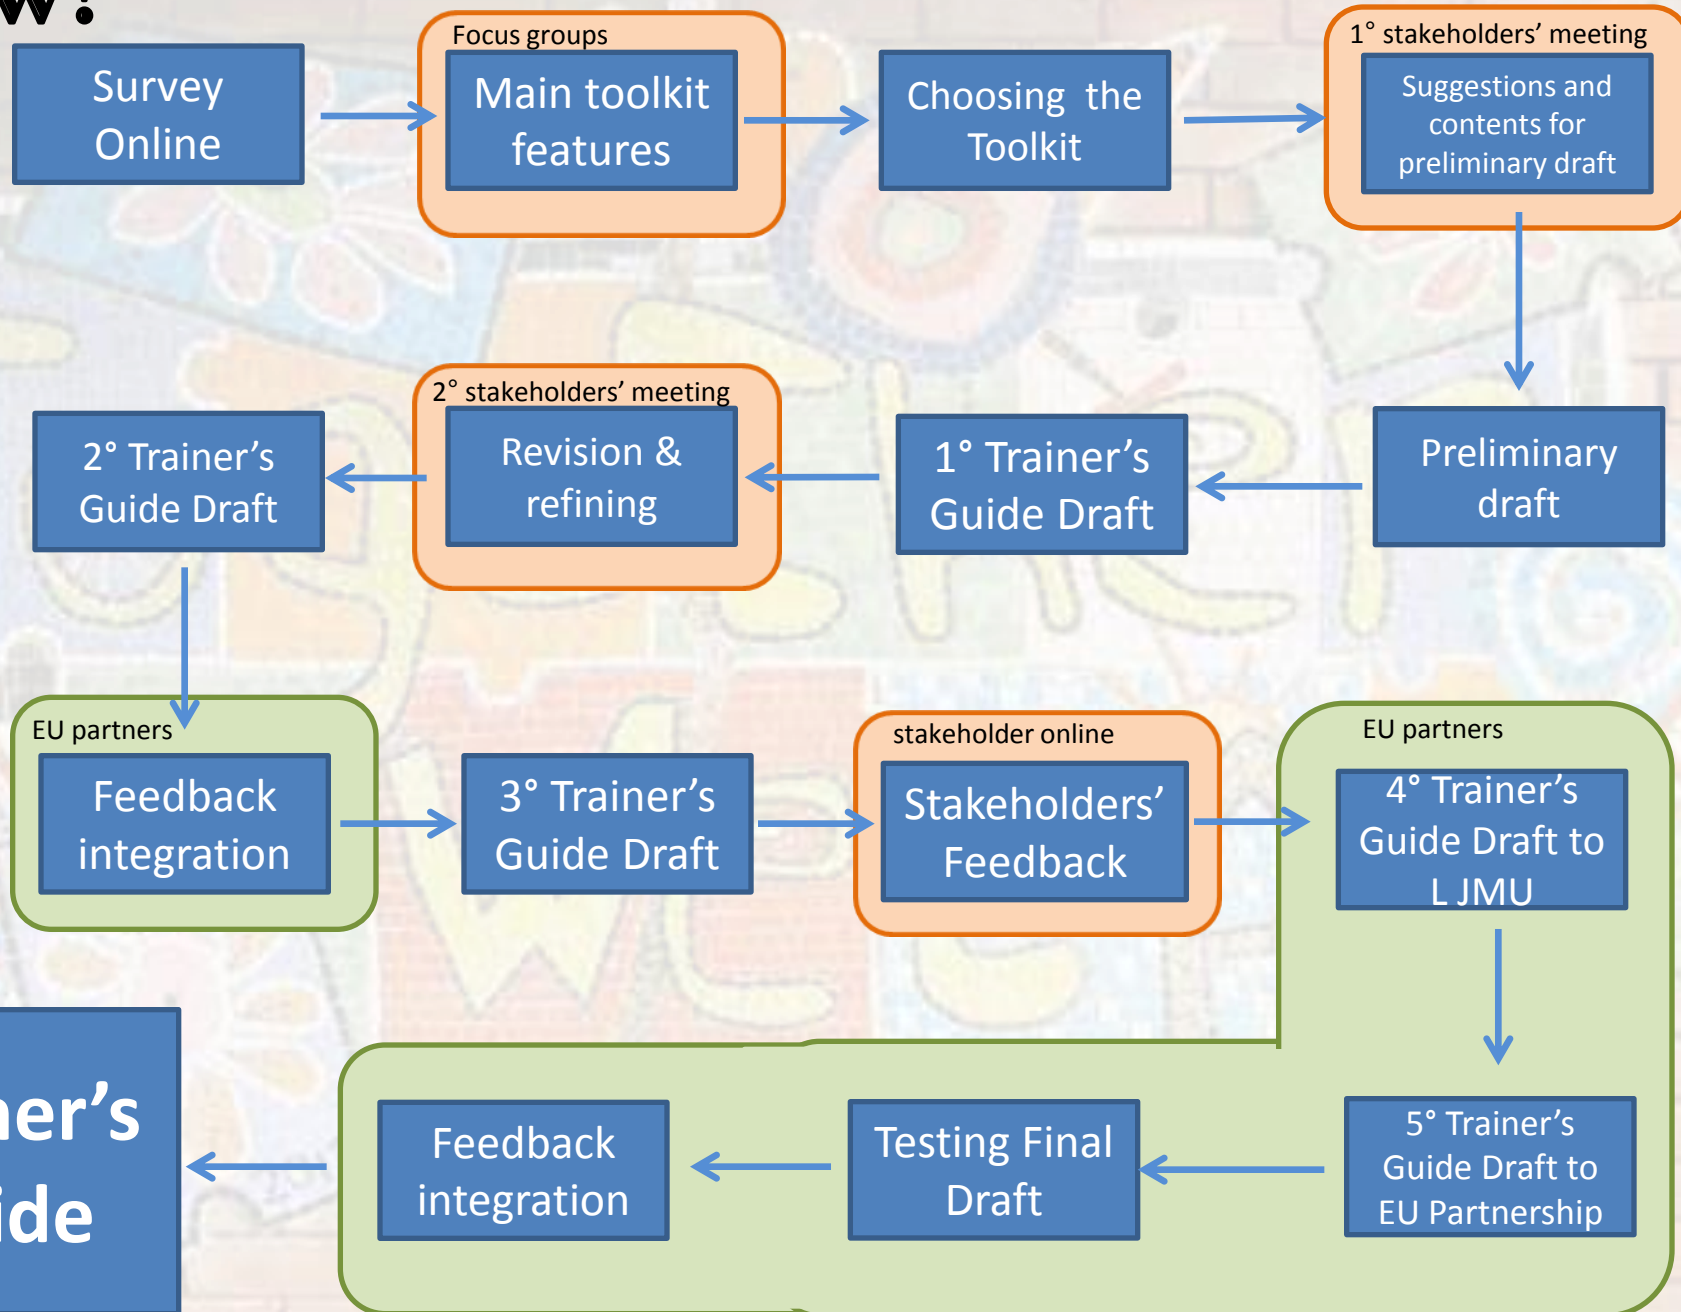 w?
Survey
Online
Focus groups
Main toolkit
features
Choosing the
Toolkit
1° stakeholders' meeting
Suggestions and
contents for
preliminary draft
Preliminary
draft
1° Trainer's
Guide Draft
2° stakeholders' meeting
Revision &
refining
2° Trainer's
Guide Draft
EU partners
Feedback
integration
3° Trainer's
Guide Draft
stakeholder online
Stakeholders'
Feedback
EU partners
4° Trainer's
Guide Draft to
L JMU
5° Trainer's
Guide Draft to
EU Partnership
Testing Final
Draft
Feedback
integration
ner's
ide